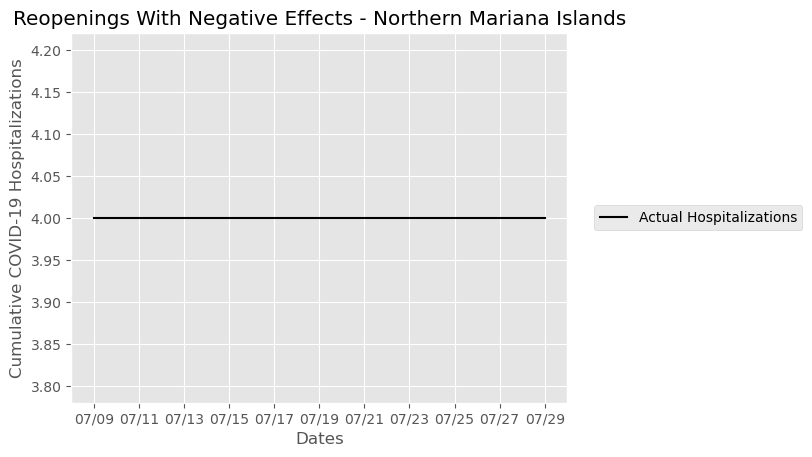 Reopenings With Negative Effects - Northern Mariana Islands
Cumulative COVID-19 Hospitalizations
4.20
4.15
4.10
4.05
4.00
3.95
3.90
3.85
3.80
07/09 07/11 07/13 07/15 07/17 07/19 07/21 07/23 07/25 07/27 07/29
Dates
Actual Hospitalizations